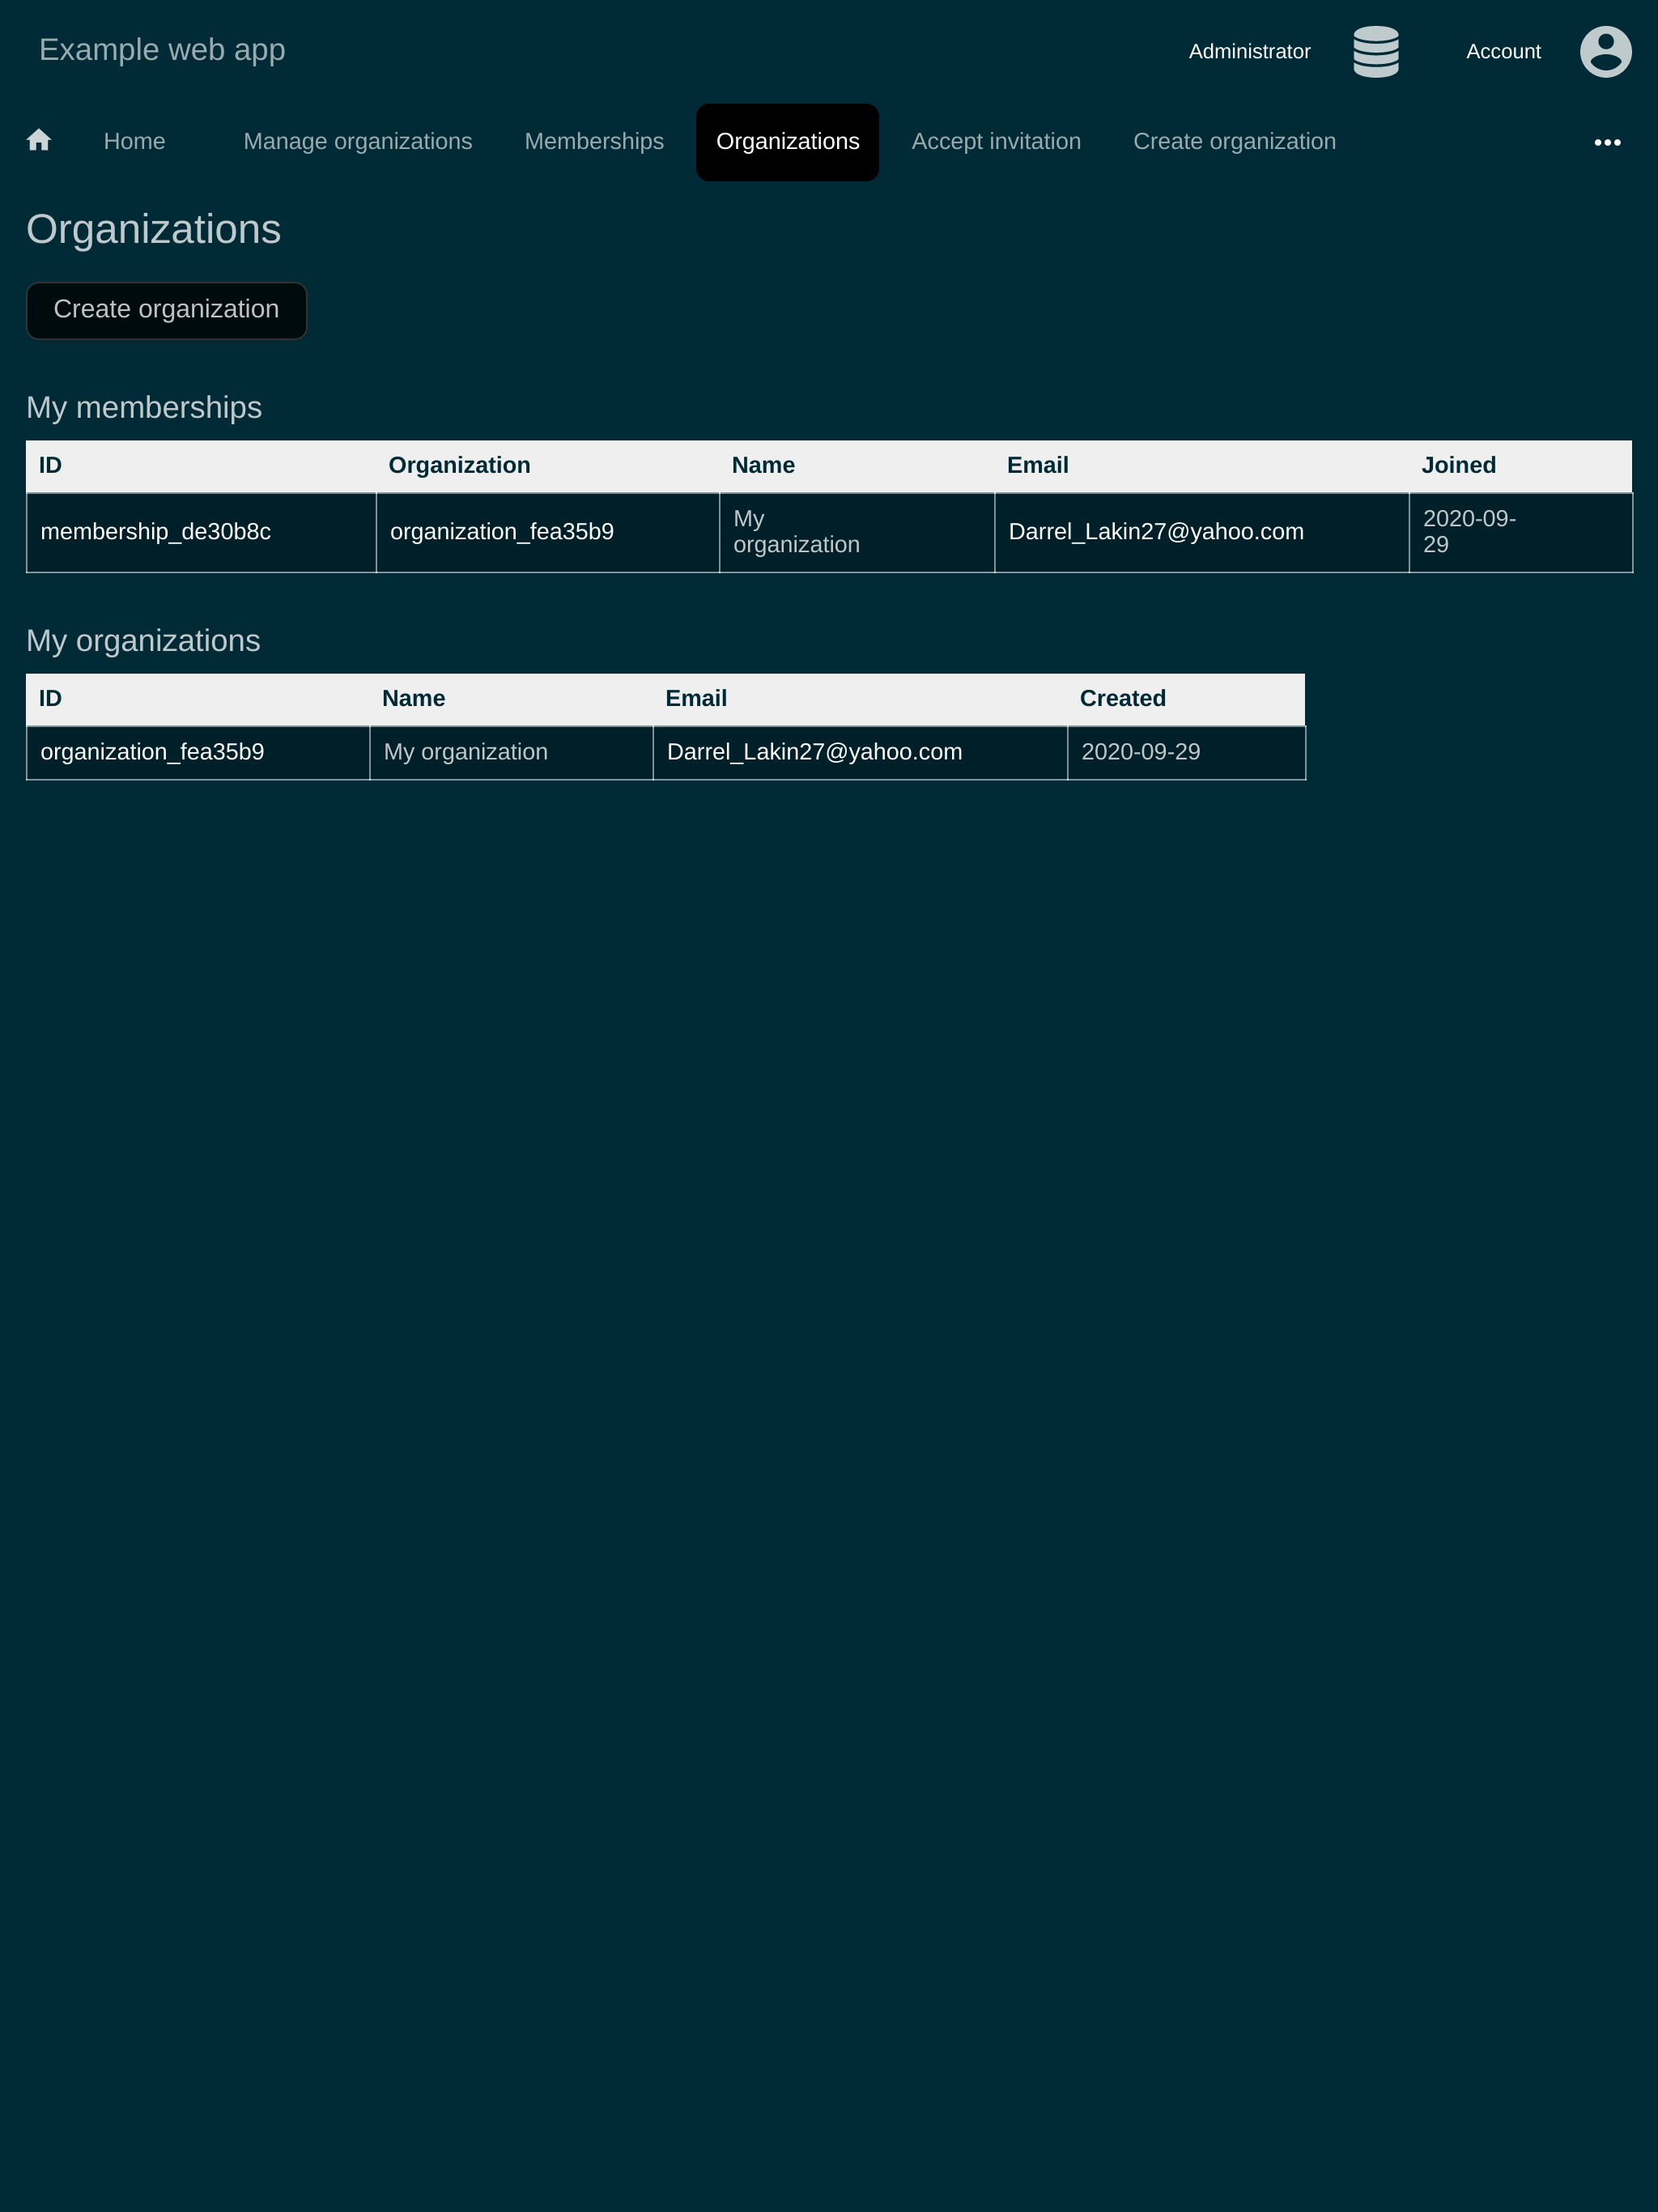 Example web app
Administrator
Account
Home
Manage organizations
Memberships
Organizations
Accept invitation
Create organization
Organizations
Create organization
My memberships
ID Organization Name Email Joined
membership_de30b8c organization_fea35b9 My organization Darrel_Lakin27@yahoo.com 2020-09-29
My organizations
ID Name Email Created
organization_fea35b9 My organization Darrel_Lakin27@yahoo.com 2020-09-29